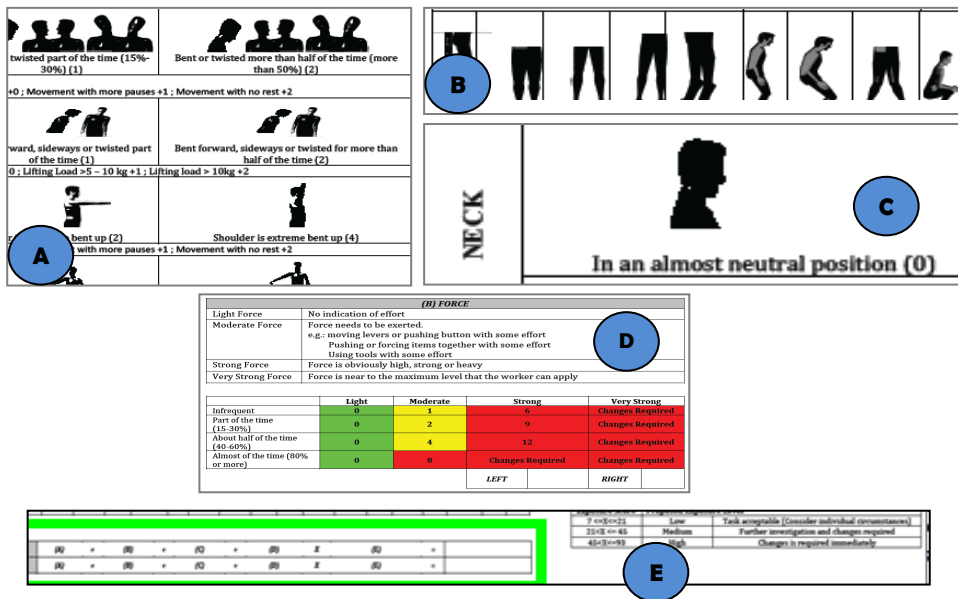 twisted part of the time (15%-
30%) (1)
Bent or twisted more than half of the time (more
than 50%) (2)
+0 ; Movement with more pauses +1 ; Movement with no rest +2
ward, sideways or twisted part
of the time (1)
Bent forward, sideways or twisted for more than
half of the time (2)
0 ; Lifting Load >5 – 10 kg +1 ; Lifting load > 10kg +2
bent up (2)
Shoulder is extreme bent up (4)
t with more pauses +1 ; Movement with no rest +2
A
B
NECK
In an almost neutral position (0)
C
(B) FORCE
Light Force No indication of effort
Moderate Force Force needs to be exerted.
e.g.: moving levers or pushing button with some effort
Pushing or forcing items together with some effort
Using tools with some effort
Strong Force Force is obviously high, strong or heavy
Very Strong Force Force is near to the maximum level that the worker can apply
D
Light Moderate Strong Very Strong
Infrequent 0 1 6 Changes Required
Part of the time
(15-30%) 0 2 9 Changes Required
About half of the time
(40-60%) 0 4 12 Changes Required
Almost of the time (80%
or more) 0 8 Changes Required Changes Required
LEFT RIGHT
(A) + (B) + (C) + (D) X (E) =
(A) + (B) + (C) + (D) X (E) =
7 <=X<=21 Low Task acceptable (Consider individual circumstances)
21<X <= 45 Medium Further investigation and changes required
45<X<=93 High Changes is required immediately
E